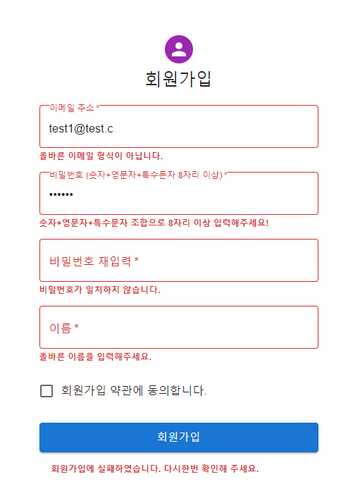 회원가입
이메일 주소 *
test1@test.c
올바른 이메일 형식이 아닙니다.
비밀번호 (숫자+영문자+특수문자 8자리 이상) *
••••••
숫자+영문자+특수문자 조합으로 8자리 이상 입력해주세요!
비밀번호 재입력 *
비밀번호가 일치하지 않습니다.
이름 *
올바른 이름을 입력해주세요.
회원가입 약관에 동의합니다.
회원가입
회원가입에 실패하였습니다. 다시한번 확인해 주세요.